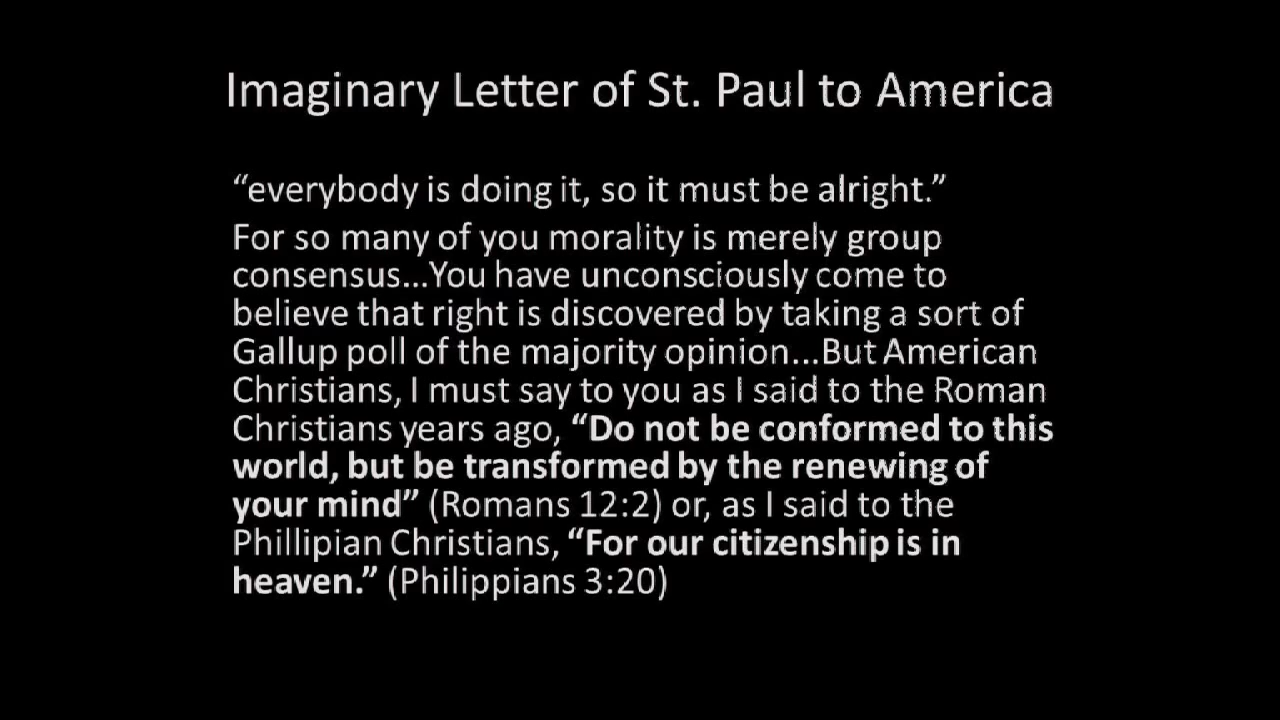 Imaginary Letter of St. Paul to America
“everybody is doing it, so it must be alright.”
For so many of you morality is merely group
consensus...You have unconsciously come to
believe that right is discovered by taking a sort of
Gallup poll of the majority opinion...But American
Christians, I must say to you as I said to the Roman
Christians years ago, “Do not be conformed to this
world, but be transformed by the renewing of
your mind” (Romans 12:2) or, as I said to the
Phillipian Christians, “For our citizenship is in
heaven.” (Philippians 3:20)